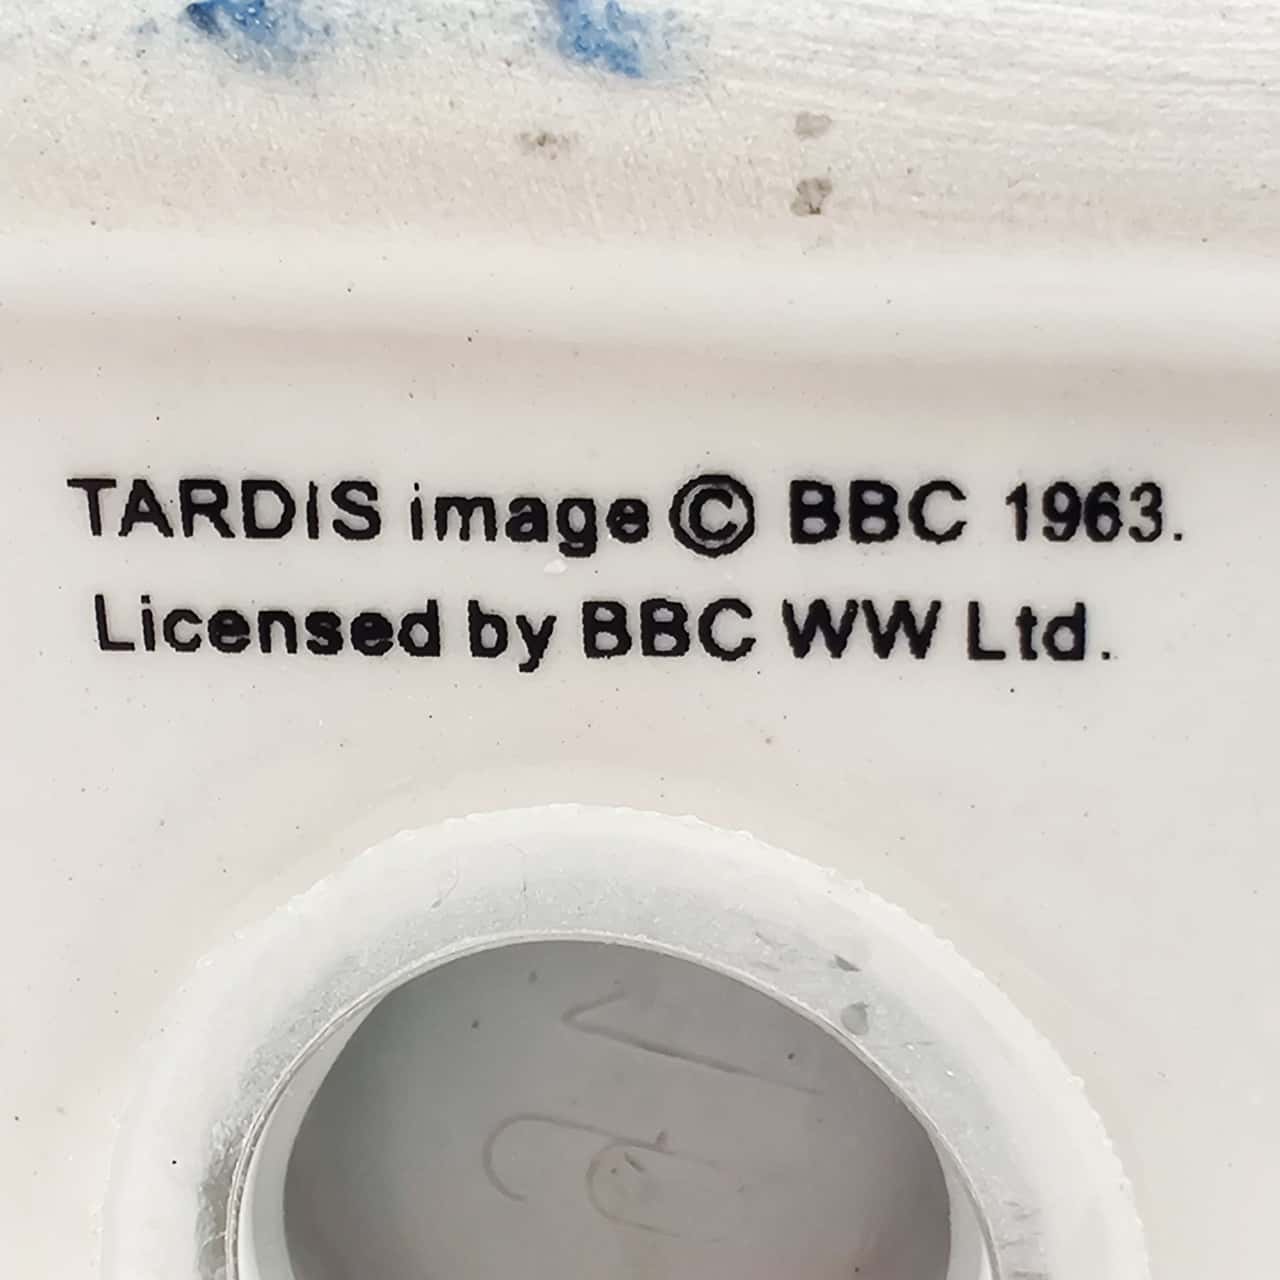 TARDIS image © BBC 1963.
Licensed by BBC WW Ltd.